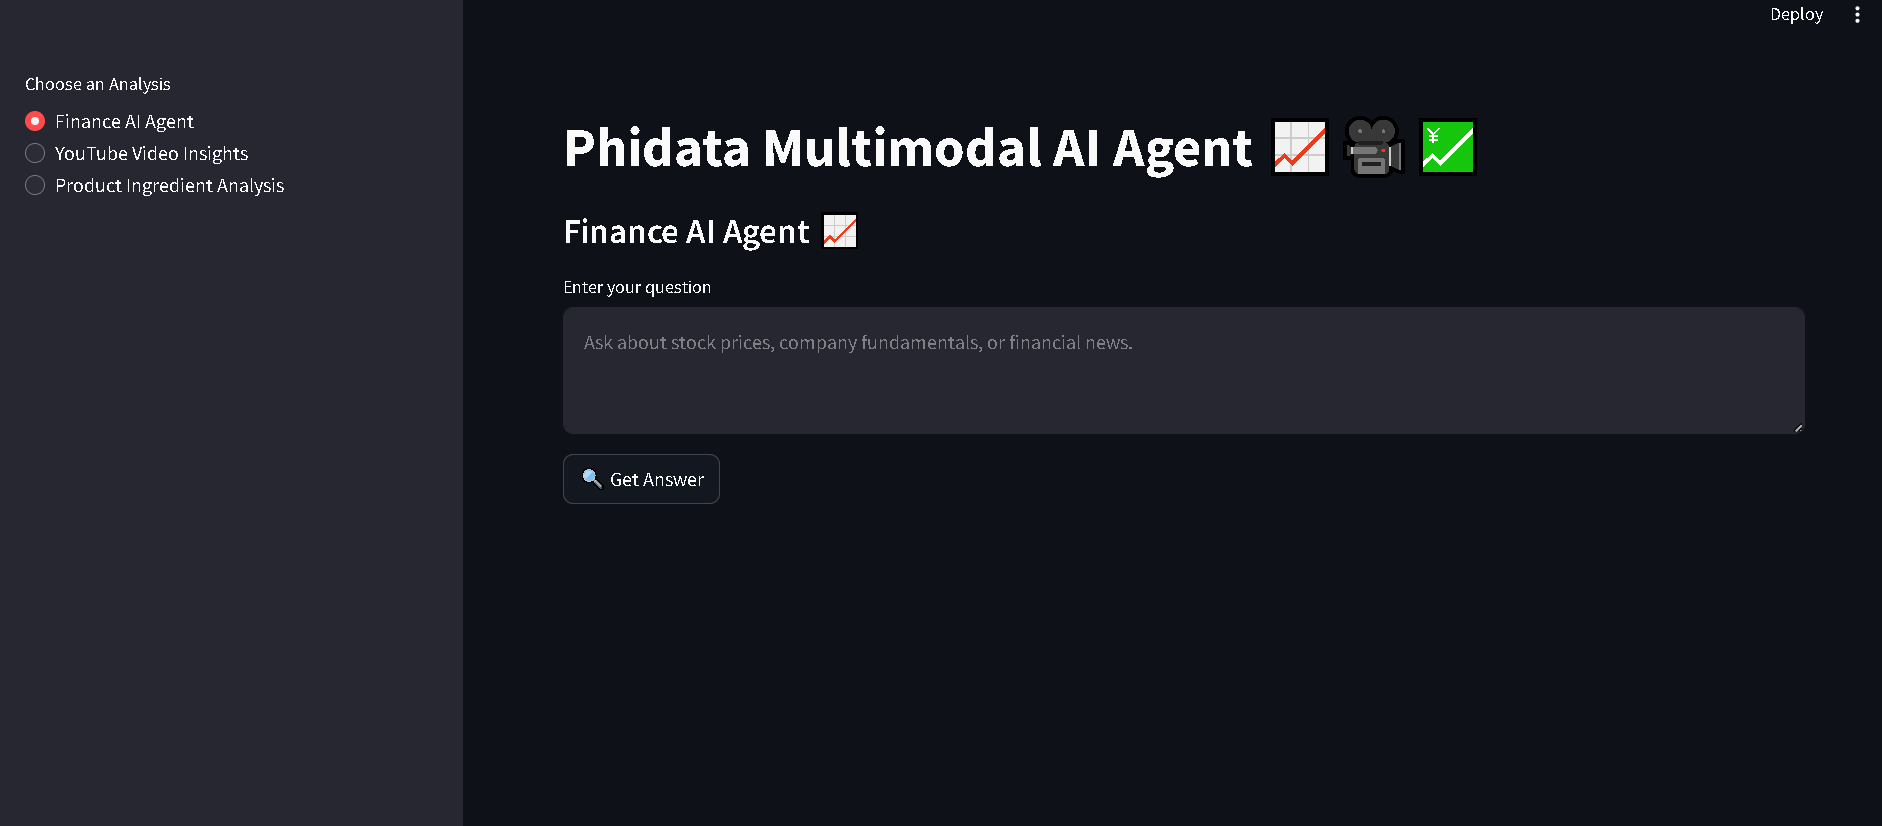 Deploy
Choose an Analysis
Finance AI Agent
YouTube Video Insights
Product Ingredient Analysis
Phidata Multimodal AI Agent 📈 🎥 💹
Finance AI Agent 📈
Enter your question
Ask about stock prices, company fundamentals, or financial news.
🔍 Get Answer